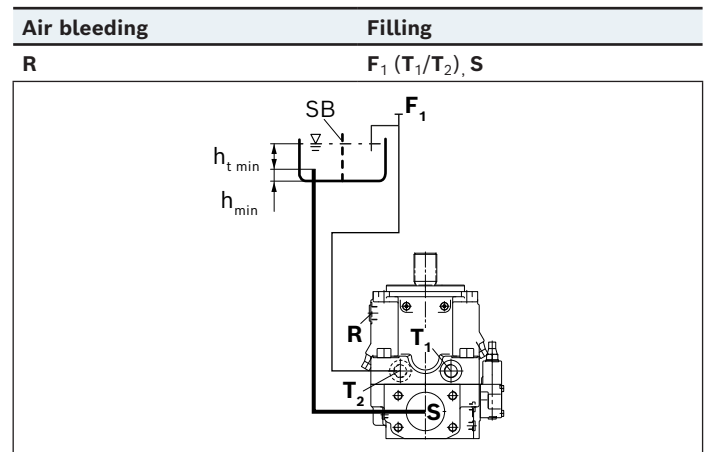 Air bleeding Filling
R F₁ (T₁/T₂), S
SB F₁
hₜ ₘᵢₙ
hₘᵢₙ
R T₁
T₂
S